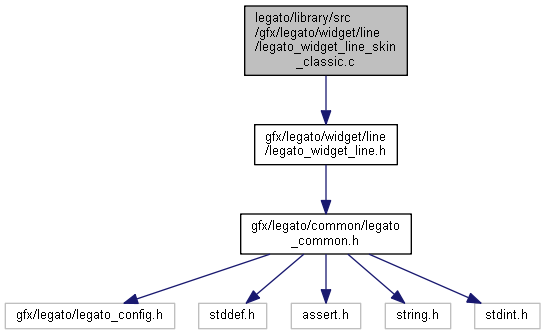 legato/library/src
/gfx/legato/widget/line
/legato_widget_line_skin
_classic.c
gfx/legato/widget/line
/legato_widget_line.h
gfx/legato/common/legato
_common.h
gfx/legato/legato_config.h
stddef.h
assert.h
string.h
stdint.h